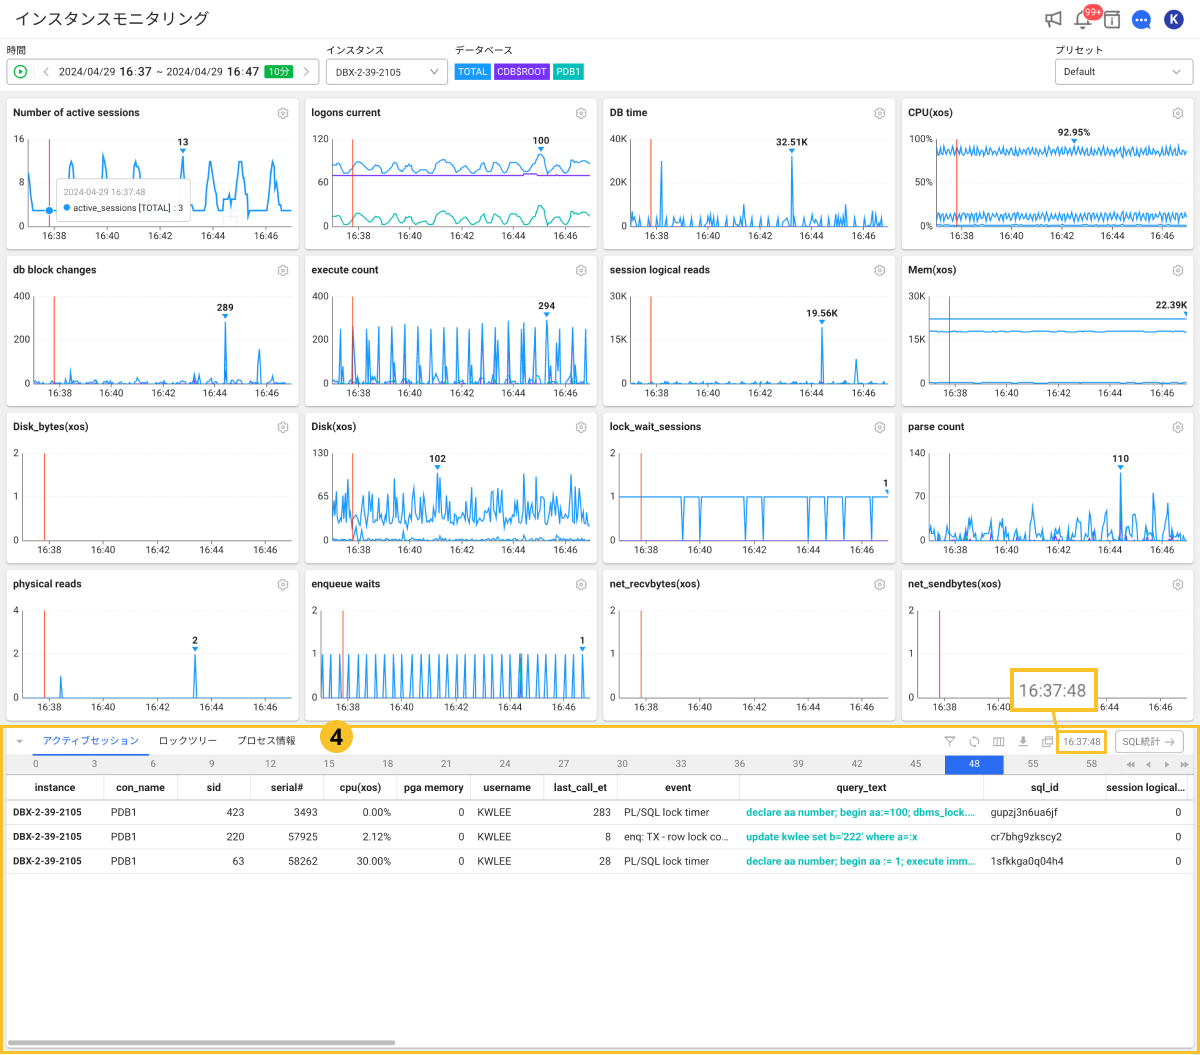 インスタンスモニタリング
99+
K
時間
インスタンス
データベース
プリセット
2024/04/29 16:37 ~ 2024/04/29 16:47 10分
DBX-2-39-2105
TOTAL CDB$ROOT PDB1
Default
Number of active sessions
16
8
0
13
2024-04-29 16:37:48
active_sessions [TOTAL] : 3
16:38 16:40 16:42 16:44 16:46
logons current
120
60
0
100
16:38 16:40 16:42 16:44 16:46
DB time
40K
20K
0
32.51K
16:38 16:40 16:42 16:44 16:46
CPU(xos)
100%
50%
0%
92.95%
16:38 16:40 16:42 16:44 16:46
db block changes
400
200
0
289
16:38 16:40 16:42 16:44 16:46
execute count
400
200
0
294
16:38 16:40 16:42 16:44 16:46
session logical reads
30K
15K
0
19.56K
16:38 16:40 16:42 16:44 16:46
Mem(xos)
30K
15K
0
22.39K
16:38 16:40 16:42 16:44 16:46
Disk_bytes(xos)
2
1
0
16:38 16:40 16:42 16:44 16:46
Disk(xos)
130
65
0
102
16:38 16:40 16:42 16:44 16:46
lock_wait_sessions
2
1
0
1
16:38 16:40 16:42 16:44 16:46
parse count
140
70
0
110
16:38 16:40 16:42 16:44 16:46
physical reads
4
2
0
2
16:38 16:40 16:42 16:44 16:46
enqueue waits
2
1
0
1
16:38 16:40 16:42 16:44 16:46
net_recvbytes(xos)
2
1
0
16:38 16:40 16:42 16:44 16:46
net_sendbytes(xos)
2
1
0
16:38 16:40 :44 16:46
16:37:48
アクティブセッション ロックツリー プロセス情報 4 16:37:48 SQL統計
0 3 6 9 12 15 18 21 24 27 30 33 36 39 42 45 48 51 55 58
instance con_name sid serial# cpu(xos) pga memory username last_call_et event query_text sql_id session logical...
DBX-2-39-2105 PDB1 423 3493 0.00% 0 KWLEE 283 PL/SQL lock timer declare aa number; begin aa:=100; dbms_lock.... gupzj3n6ua6jf 0
DBX-2-39-2105 PDB1 220 57925 2.12% 0 KWLEE 8 enq: TX - row lock co... update kwlee set b='222' where a=:x cr7bhg9zkscy2 0
DBX-2-39-2105 PDB1 63 58262 30.00% 0 KWLEE 28 PL/SQL lock timer declare aa number; begin aa := 1; execute imm... 1sfkkga0q04h4 0